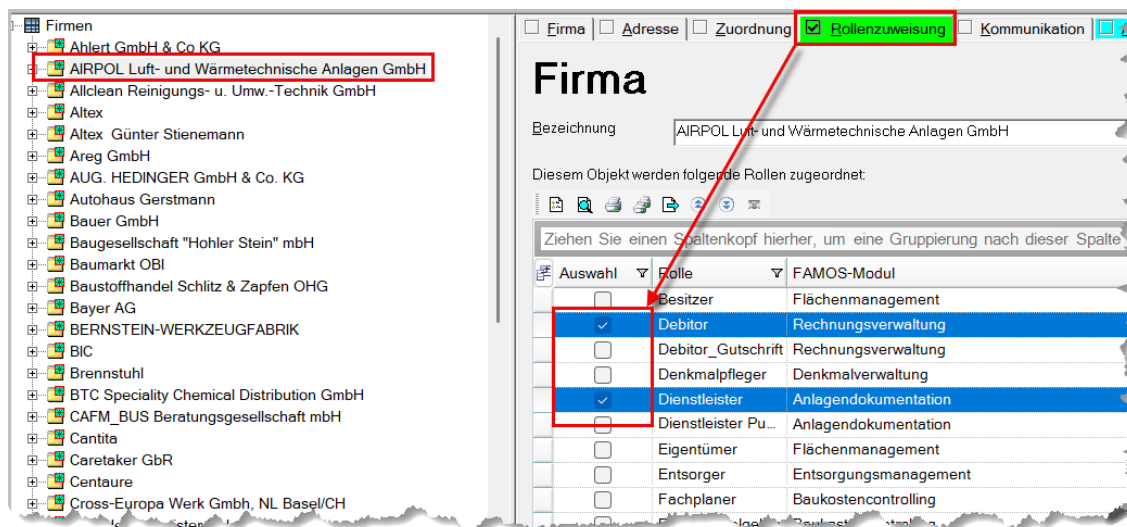 Firmen
Ahlert GmbH & Co KG
AIRPOL Luft- und Wärmetechnische Anlagen GmbH
Allclean Reinigungs- u. Umw.-Technik GmbH
Altex
Altex Günter Stienemann
Areg GmbH
AUG. HEDINGER GmbH & Co. KG
Autohaus Gerstmann
Bauer GmbH
Baugesellschaft "Hohler Stein" mbH
Baumarkt OBI
Baustoffhandel Schlitz & Zapfen OHG
Bayer AG
BERNSTEIN-WERKZEUGFABRIK
BIC
Brennstuhl
BTC Speciality Chemical Distribution GmbH
CAFM_BUS Beratungsgesellschaft mbH
Cantita
Caretaker GbR
Centaure
Cross-Europa Werk Gmbh, NL Basel/CH
Firma Adresse Zuordnung Rollenzuweisung Kommunikation
Firma
Bezeichnung AIRPOL Luft- und Wärmetechnische Anlagen GmbH
Diesem Objekt werden folgende Rollen zugeordnet:
Ziehen Sie einen Spaltenkopf hierher, um eine Gruppierung nach dieser Spalte
Auswahl Rolle FAMOS-Modul
Besitzer Flächenmanagement
Debitor Rechnungsverwaltung
Debitor_Gutschrift Rechnungsverwaltung
Denkmalpfleger Denkmalverwaltung
Dienstleister Anlagendokumentation
Dienstleister Pu... Anlagendokumentation
Eigentümer Flächenmanagement
Entsorger Entsorgungsmanagement
Fachplaner Baukostencontrolling